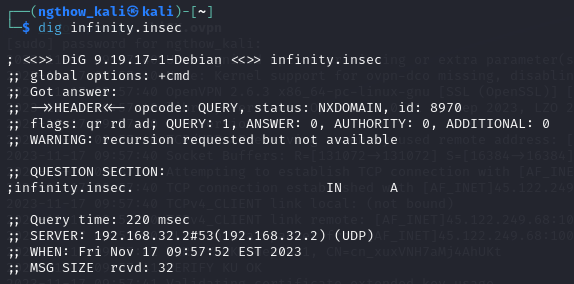 ┌──(ngthow_kali㉿kali)-[~]
└─$ dig infinity.insec
; <<>> DiG 9.19.17-1-Debian <<>> infinity.insec
;; global options: +cmd
;; Got answer:
;; ->>HEADER<<- opcode: QUERY, status: NXDOMAIN, id: 8970
;; flags: qr rd ad; QUERY: 1, ANSWER: 0, AUTHORITY: 0, ADDITIONAL: 0
;; WARNING: recursion requested but not available
;; QUESTION SECTION:
;infinity.insec. IN A
;; Query time: 220 msec
;; SERVER: 192.168.32.2#53(192.168.32.2) (UDP)
;; WHEN: Fri Nov 17 09:57:52 EST 2023
;; MSG SIZE rcvd: 32